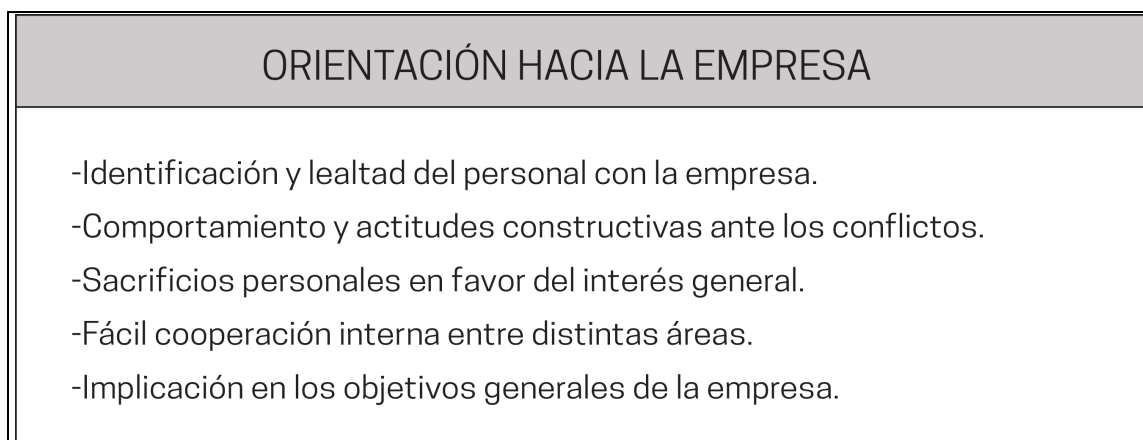 ORIENTACIÓN HACIA LA EMPRESA
-Identificación y lealtad del personal con la empresa.
-Comportamiento y actitudes constructivas ante los conflictos.
-Sacrificios personales en favor del interés general.
-Fácil cooperación interna entre distintas áreas.
-Implicación en los objetivos generales de la empresa.